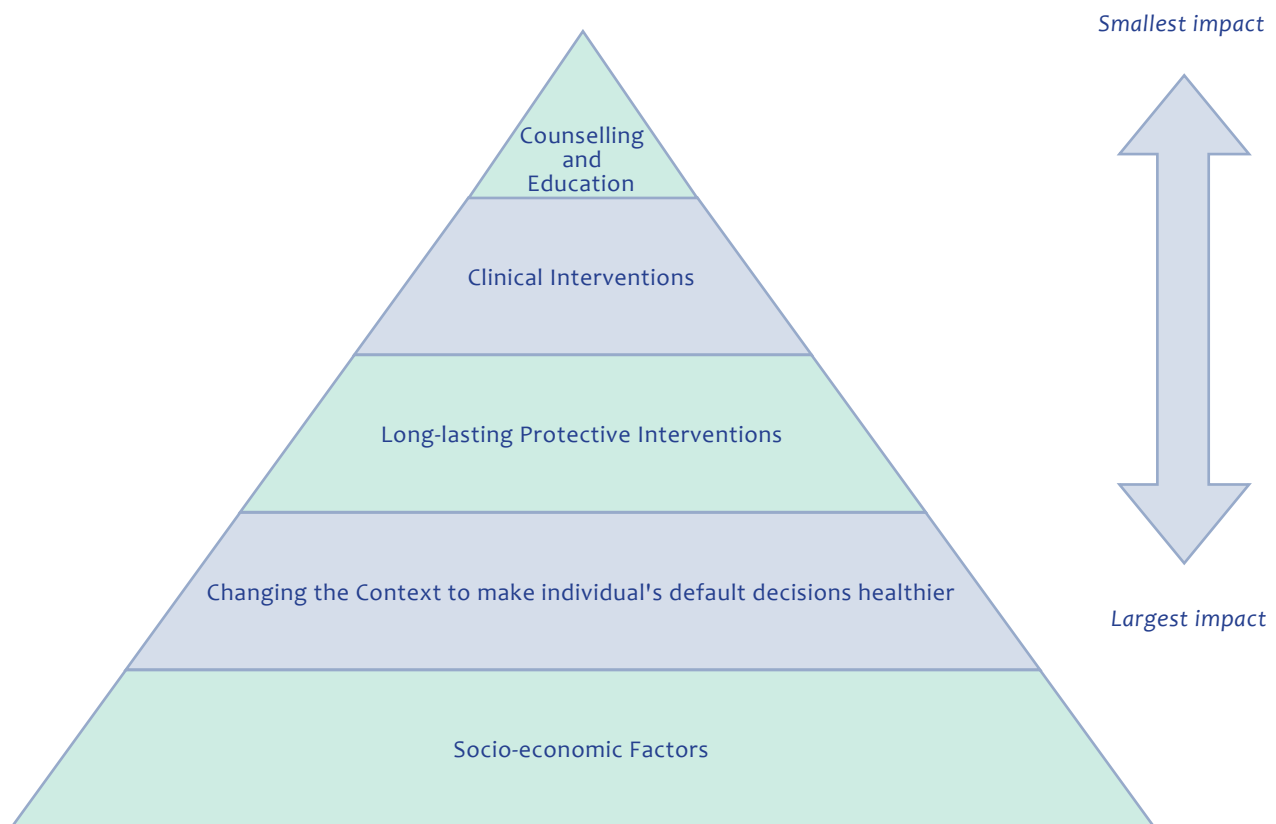 Smallest impact
Counselling
and
Education
Clinical Interventions
Long-lasting Protective Interventions
Changing the Context to make individual's default decisions healthier
Largest impact
Socio-economic Factors